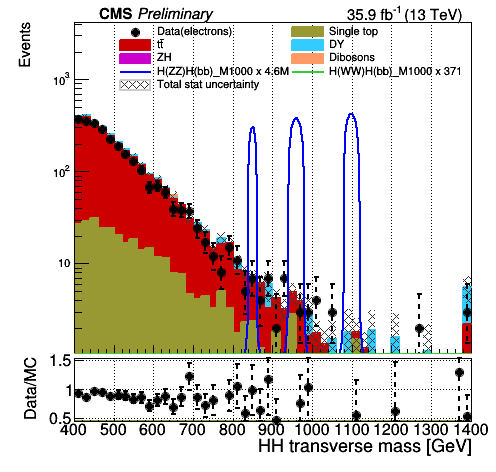 CMS Preliminary 35.9 fb⁻¹ (13 TeV)
Data(electrons) Single top
tt̄ DY
ZH Dibosons
H(ZZ)H(bb)_M1000 x 4.6M H(WW)H(bb)_M1000 x 371
Total stat uncertainty
Events
10³
10²
10
Data/MC
1.5
1
0.5
400 500 600 700 800 900 1000 1100 1200 1300 1400
HH transverse mass [GeV]